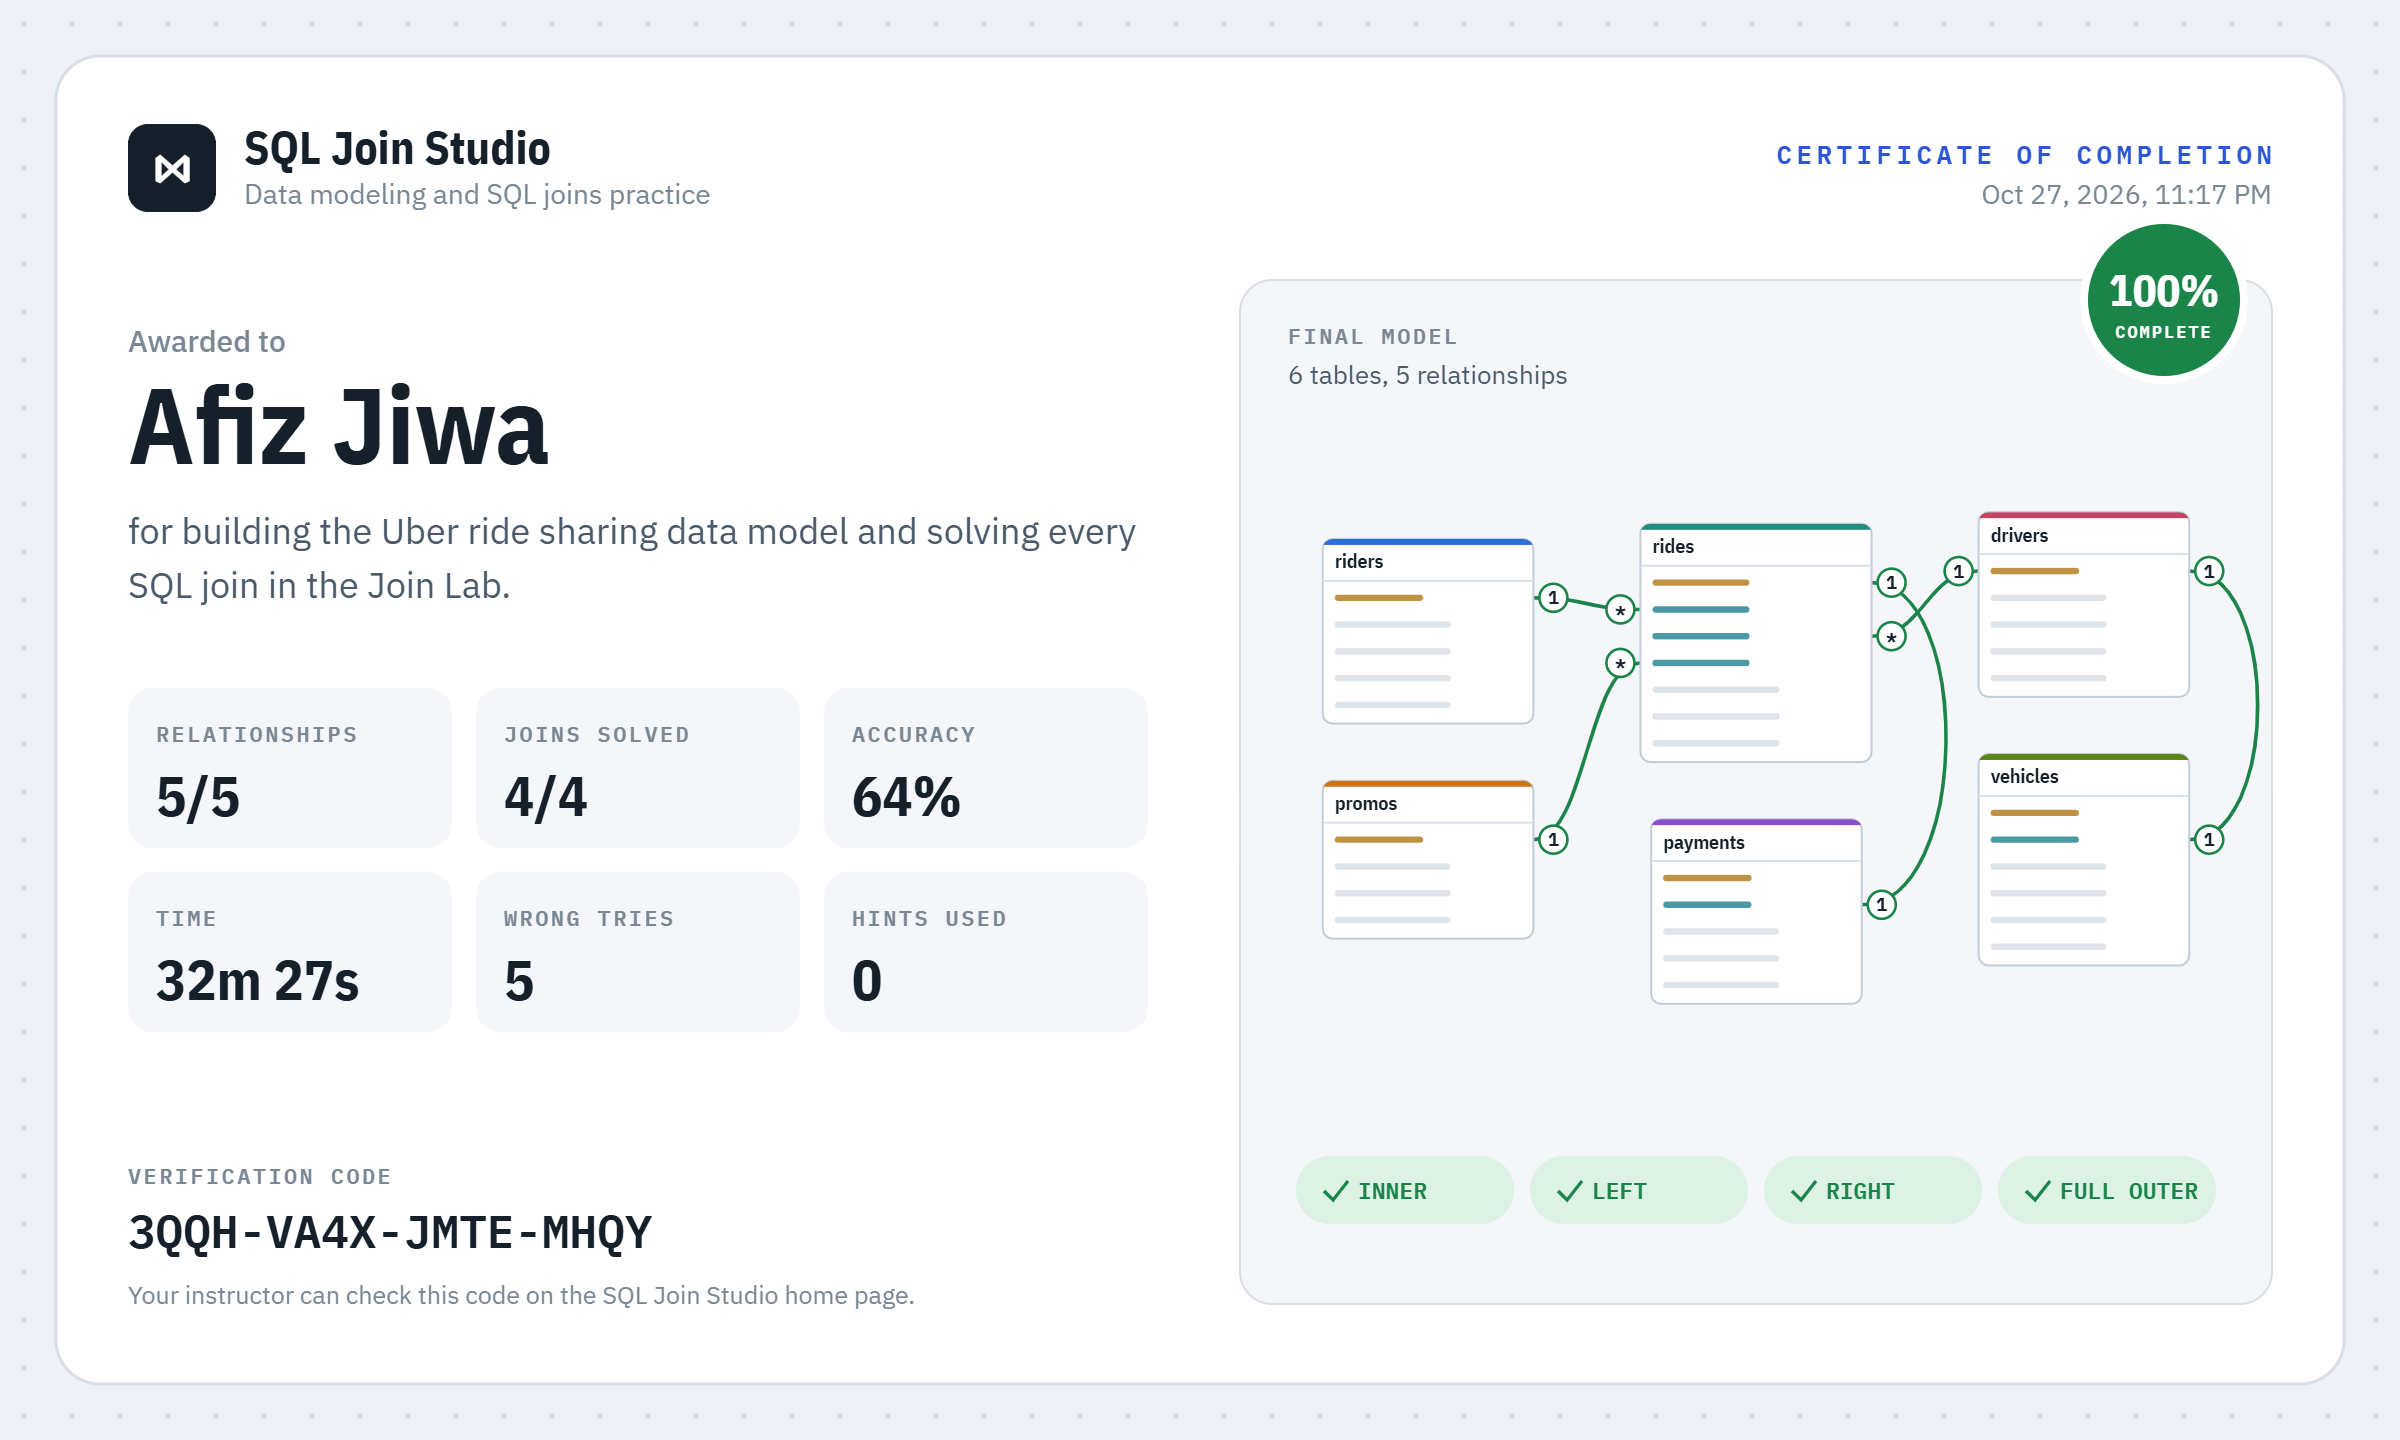 SQL Join Studio
Data modeling and SQL joins practice
CERTIFICATE OF COMPLETION
Oct 27, 2026, 11:17 PM
Awarded to
Afiz Jiwa
for building the Uber ride sharing data model and solving every
SQL join in the Join Lab.
RELATIONSHIPS
5/5
JOINS SOLVED
4/4
ACCURACY
64%
TIME
32m 27s
WRONG TRIES
5
HINTS USED
0
VERIFICATION CODE
3QQH-VA4X-JMTE-MHQY
Your instructor can check this code on the SQL Join Studio home page.
100%
COMPLETE
FINAL MODEL
6 tables, 5 relationships
riders
1
*
*
rides
1
*
1
drivers
1
promos
1
payments
1
vehicles
1
INNER
LEFT
RIGHT
FULL OUTER